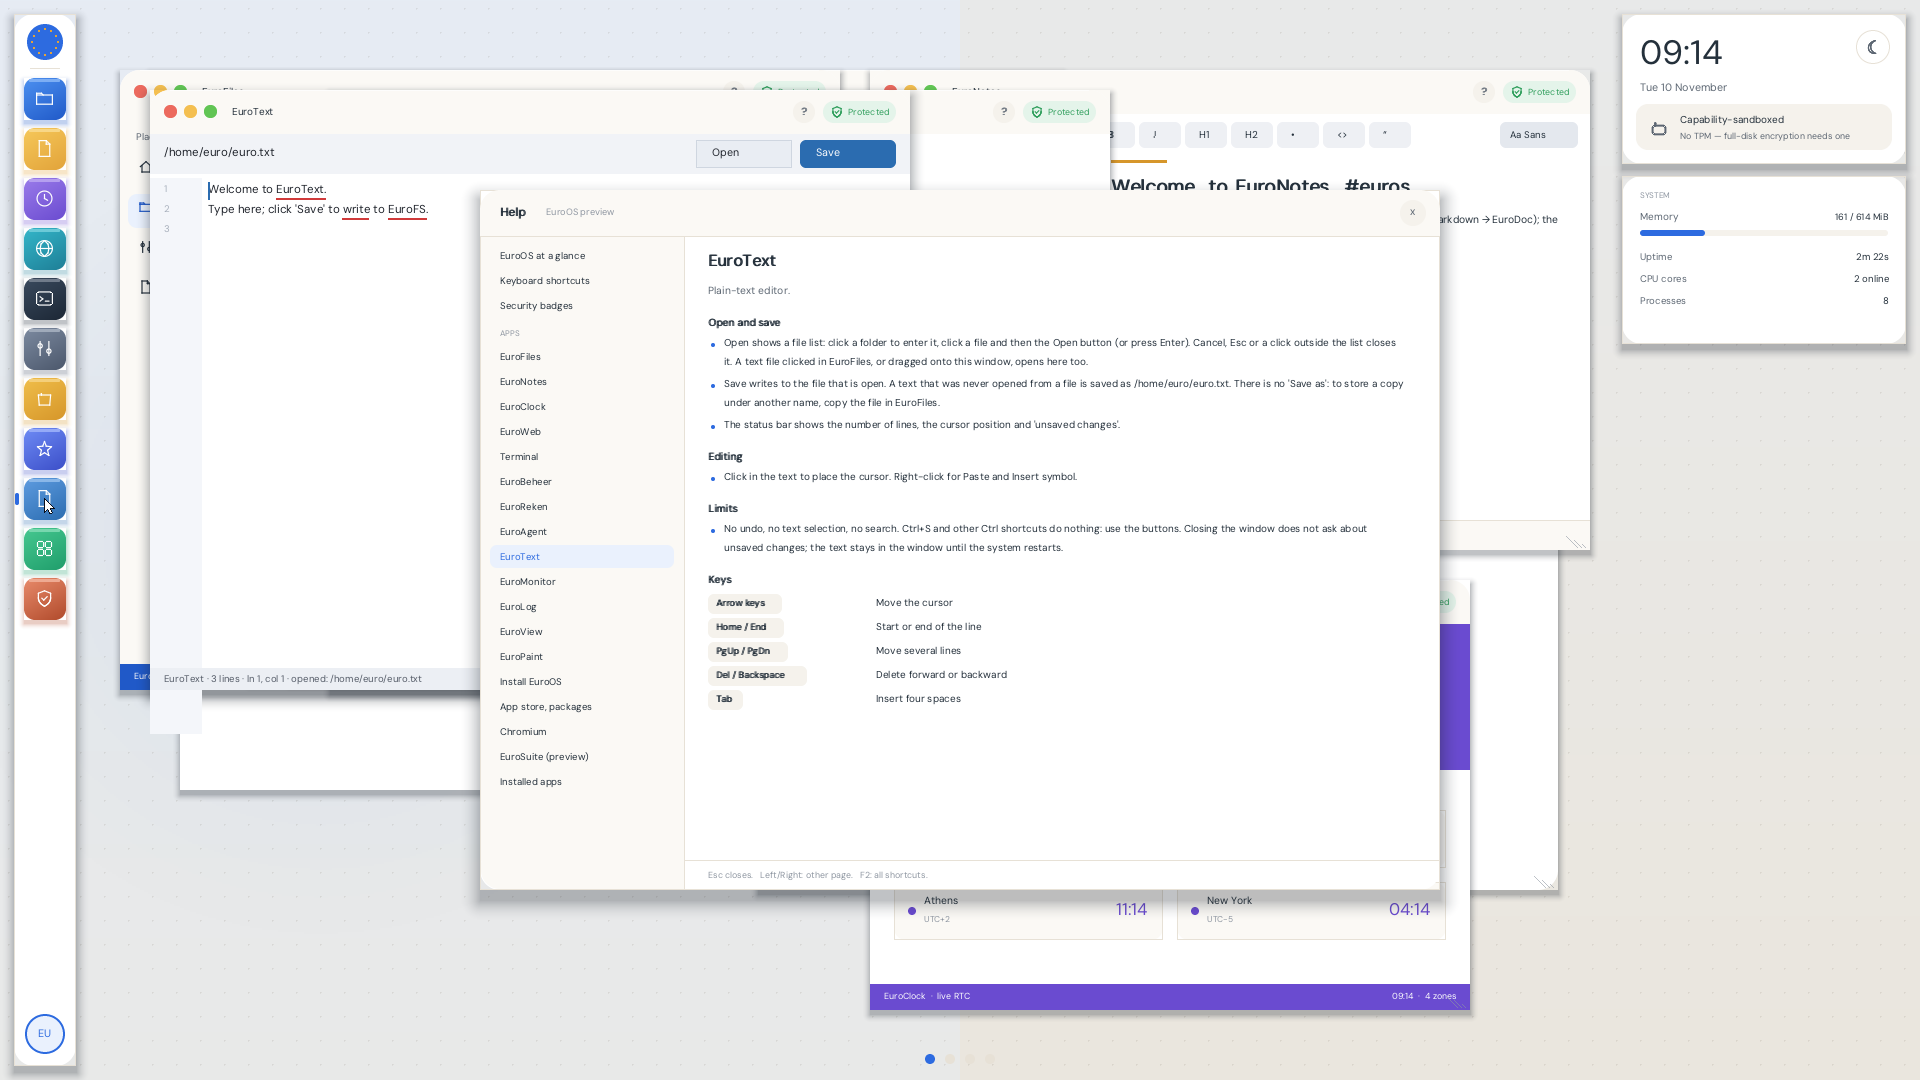 09:14
Tue 10 November
Capability-sandboxed
No TPM — full-disk encryption needs one
SYSTEM
Memory
161 / 614 MiB
Uptime
2m 22s
CPU cores
2 online
Processes
8
EuroText
?
Protected
/home/euro/euro.txt
Open
Save
1
Welcome to EuroText.
2
Type here; click 'Save' to write to EuroFS.
3
EuroText · 3 lines · ln 1, col 1 · opened: /home/euro/euro.txt
?
Protected
?
Protected
H1
H2
<>
Aa Sans
Welcome to EuroNotes #euros
arkdown → EuroDoc); the
Help
EuroOS preview
x
EuroOS at a glance
Keyboard shortcuts
Security badges
APPS
EuroFiles
EuroNotes
EuroClock
EuroWeb
Terminal
EuroBeheer
EuroReken
EuroAgent
EuroText
EuroMonitor
EuroLog
EuroView
EuroPaint
Install EuroOS
App store, packages
Chromium
EuroSuite (preview)
Installed apps
EuroText
Plain-text editor.
Open and save
Open shows a file list: click a folder to enter it, click a file and then the Open button (or press Enter). Cancel, Esc or a click outside the list closes
it. A text file clicked in EuroFiles, or dragged onto this window, opens here too.
Save writes to the file that is open. A text that was never opened from a file is saved as /home/euro/euro.txt. There is no 'Save as': to store a copy
under another name, copy the file in EuroFiles.
The status bar shows the number of lines, the cursor position and 'unsaved changes'.
Editing
Click in the text to place the cursor. Right-click for Paste and Insert symbol.
Limits
No undo, no text selection, no search. Ctrl+S and other Ctrl shortcuts do nothing: use the buttons. Closing the window does not ask about
unsaved changes; the text stays in the window until the system restarts.
Keys
Arrow keys
Move the cursor
Home / End
Start or end of the line
PgUp / PgDn
Move several lines
Del / Backspace
Delete forward or backward
Tab
Insert four spaces
Esc closes. Left/Right: other page. F2: all shortcuts.
Athens
UTC+2
11:14
New York
UTC-5
04:14
EuroClock · live RTC
09:14 · 4 zones
EU